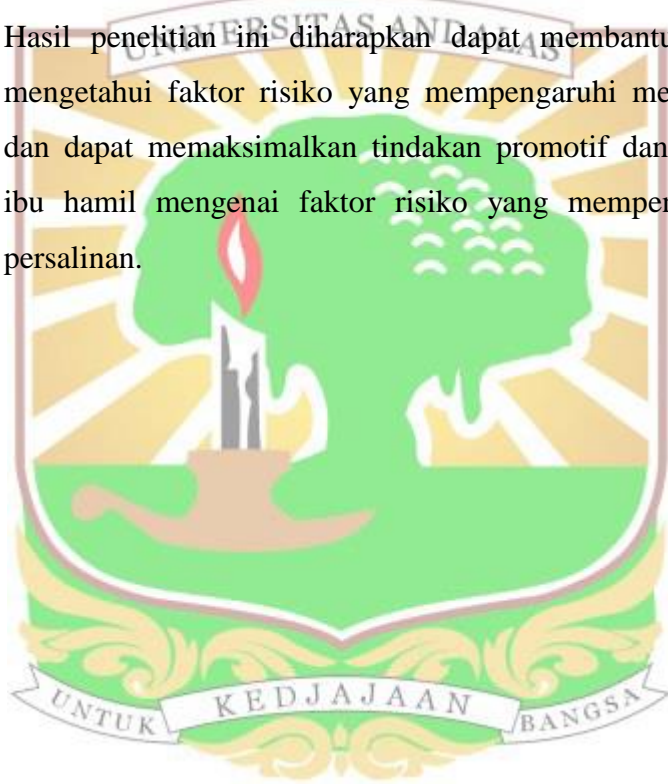 UNIVERSITAS ANDALAS
Hasil penelitian ini diharapkan dapat membantu
mengetahui faktor risiko yang mempengaruhi me
dan dapat memaksimalkan tindakan promotif dan
ibu hamil mengenai faktor risiko yang mempen
persalinan.
UNTUK KEDJAJAAN BANGSA